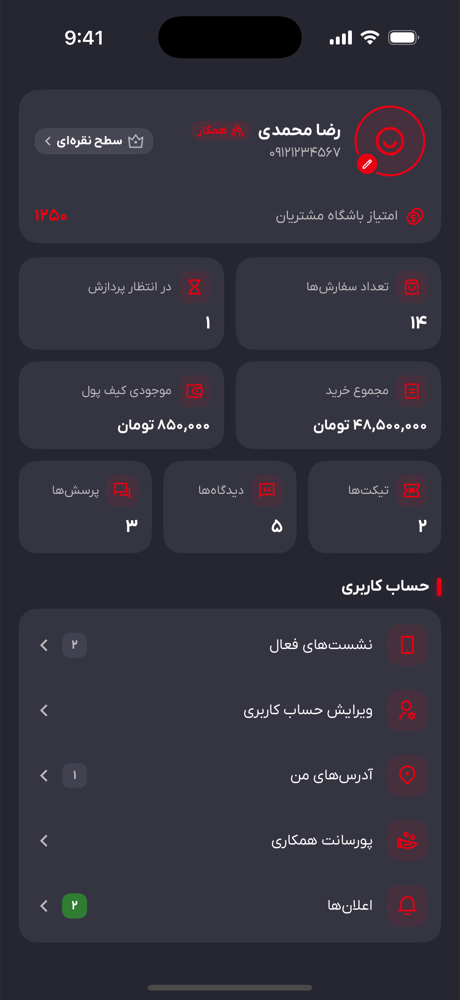 9:41
رضا محمدی همکار
سطح نقره‌ای
۰۹۱۲۱۲۳۴۵۶۷
امتیاز باشگاه مشتریان ۱۲۵۰
تعداد سفارش‌ها
۱۴
در انتظار پردازش
۱
مجموع خرید
۴۸,۵۰۰,۰۰۰ تومان
موجودی کیف پول
۸۵۰,۰۰۰ تومان
تیکت‌ها
۲
دیدگاه‌ها
۵
پرسش‌ها
۳
حساب کاربری
نشست‌های فعال ۲
ویرایش حساب کاربری
آدرس‌های من ۱
پورسانت همکاری
اعلان‌ها ۲